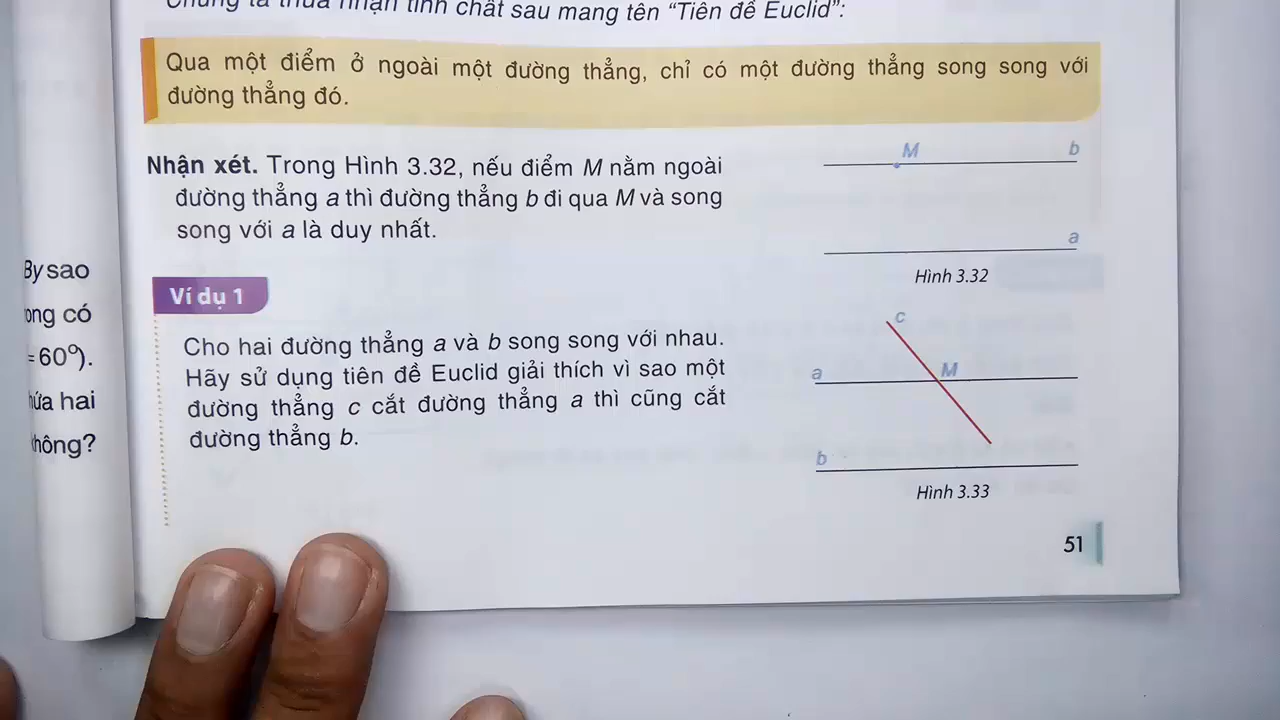 Chúng ta thừa nhận tính chất sau mang tên “Tiên đề Euclid”:
Qua một điểm ở ngoài một đường thẳng, chỉ có một đường thẳng song song với
đường thẳng đó.
Nhận xét. Trong Hình 3.32, nếu điểm M nằm ngoài
đường thẳng a thì đường thẳng b đi qua M và song
song với a là duy nhất.
M
b
a
Hình 3.32
By sao
có
=60°).
hai
không?
Ví dụ 1
Cho hai đường thẳng a và b song song với nhau.
Hãy sử dụng tiên đề Euclid giải thích vì sao một
đường thẳng c cắt đường thẳng a thì cũng cắt
đường thẳng b.
c
a
M
b
Hình 3.33
51